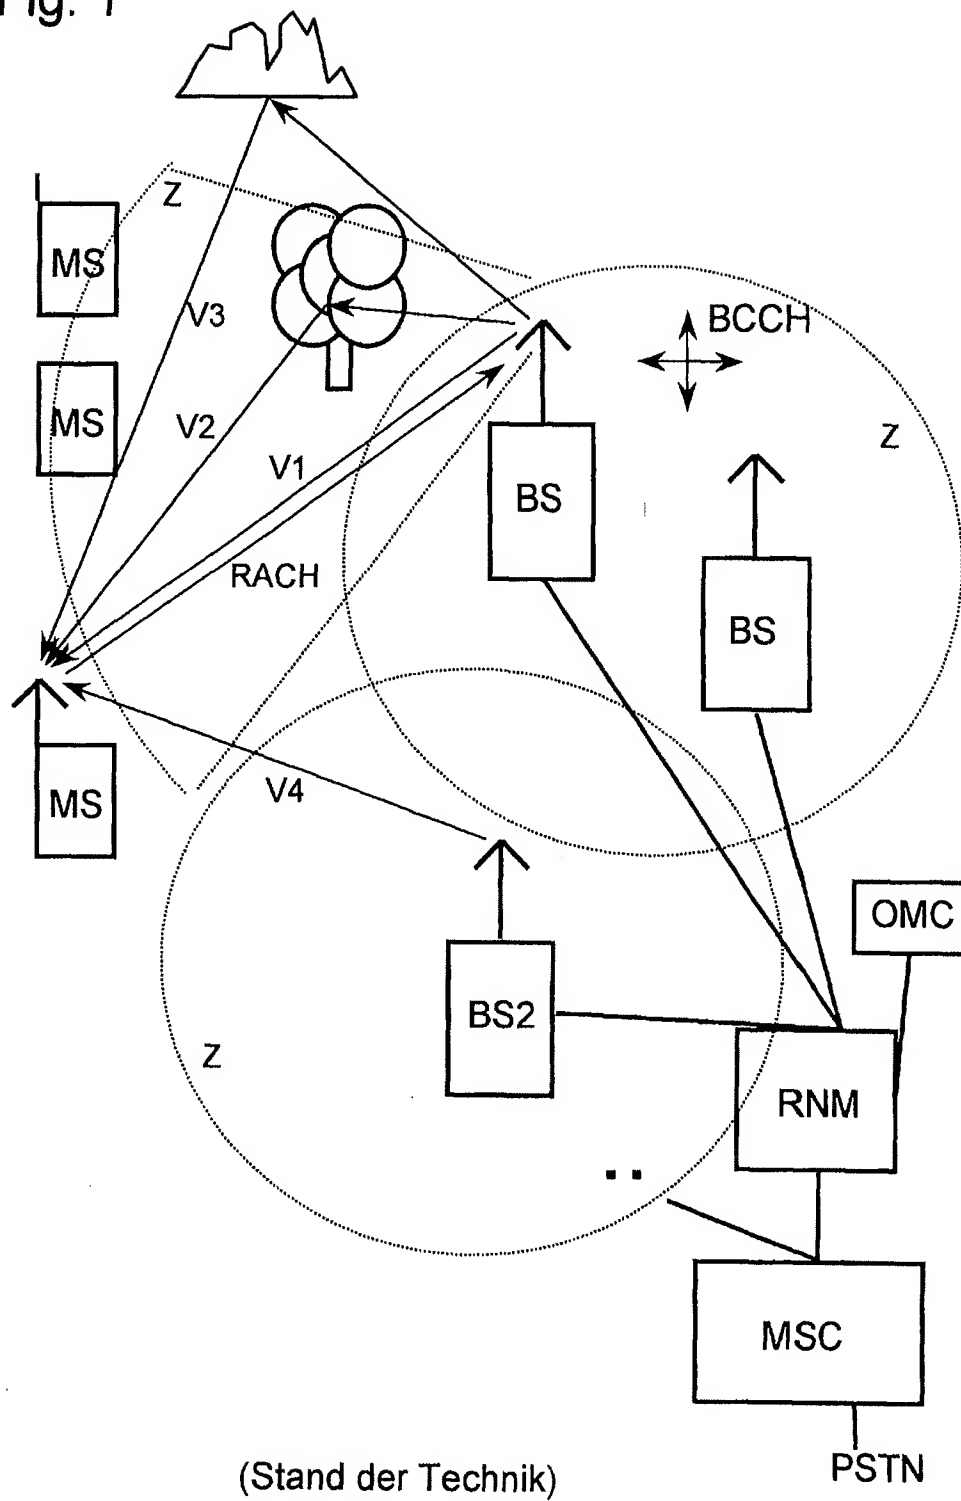 Fig. 1
Z
MS
V3
BCCH
MS
V2
Z
V1
BS
RACH
BS
V4
MS
OMC
BS2
Z
RNM
MSC
PSTN
(Stand der Technik)